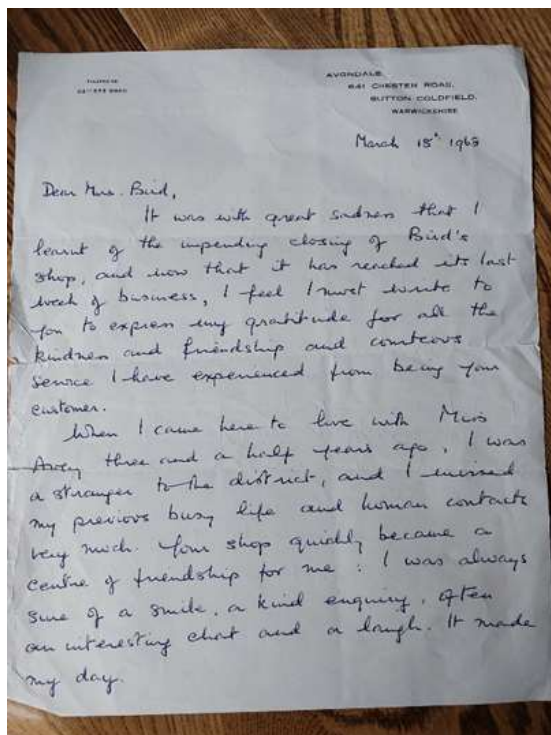 TELEPHONE
AVONDALE,
641 CHESTER ROAD,
SUTTON COLDFIELD,
WARWICKSHIRE
March 18th 1968
Dear Mrs. Bird,
It was with great sadness that I
learnt of the impending closing of Bird's
shop, and now that it has reached its last
week of business, I feel I must write to
you to express my gratitude for all the
kindness and friendship and courteous
service I have experienced from being your
customer.
When I came here to live with Miss
three and a half years ago, I was
a stranger to the district, and I missed
my previous busy life and human contacts
very much. Your shop quickly became a
centre of friendship for me : I was always
sure of a smile, a kind enquiry, often
an interesting chat and a laugh. It made
my day.